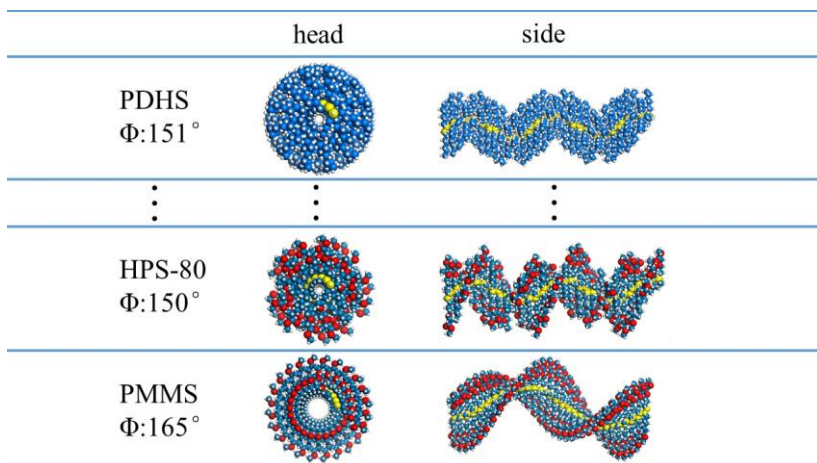 head side
PDHS
Φ:151°
HPS-80
Φ:150°
PMMS
Φ:165°